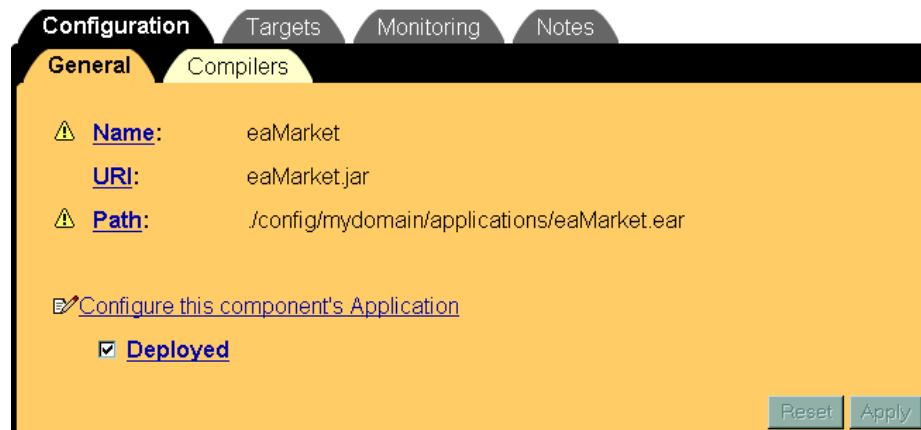 Configuration Targets Monitoring Notes
General Compilers
Name: eaMarket
URI: eaMarket.jar
Path: ./config/mydomain/applications/eaMarket.ear
Configure this component's Application
Deployed
Reset Apply